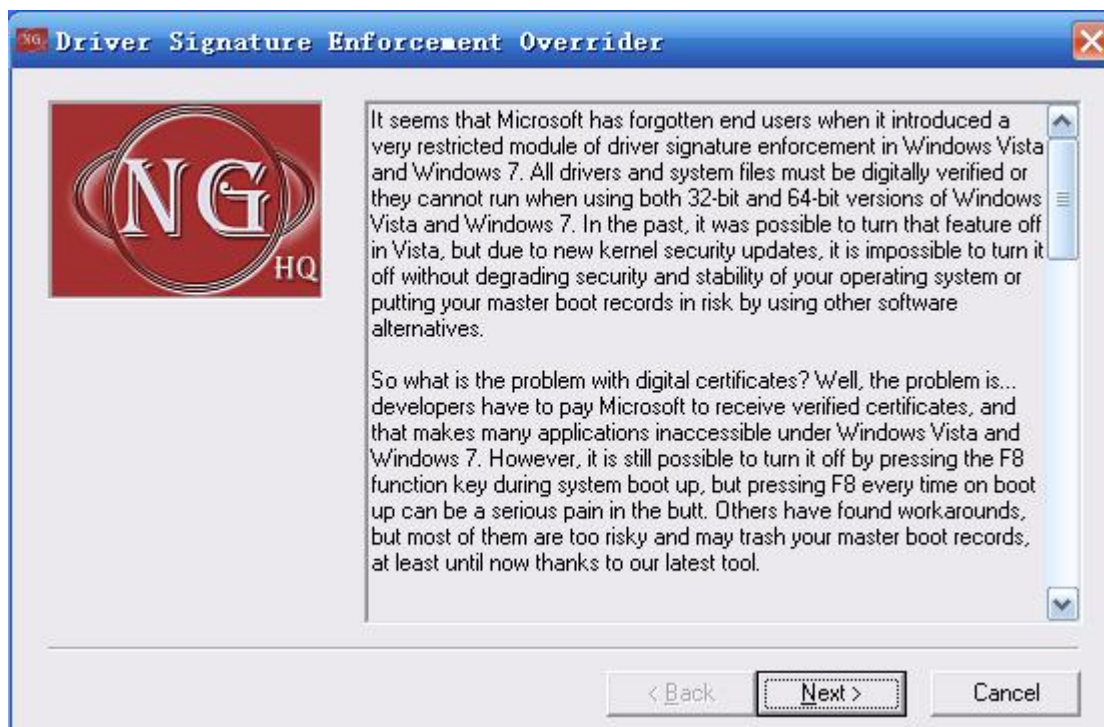 NG Driver Signature Enforcement Overrider
NG
HQ
It seems that Microsoft has forgotten end users when it introduced a
very restricted module of driver signature enforcement in Windows Vista
and Windows 7. All drivers and system files must be digitally verified or
they cannot run when using both 32-bit and 64-bit versions of Windows
Vista and Windows 7. In the past, it was possible to turn that feature off
in Vista, but due to new kernel security updates, it is impossible to turn it
off without degrading security and stability of your operating system or
putting your master boot records in risk by using other software
alternatives.
So what is the problem with digital certificates? Well, the problem is...
developers have to pay Microsoft to receive verified certificates, and
that makes many applications inaccessible under Windows Vista and
Windows 7. However, it is still possible to turn it off by pressing the F8
function key during system boot up, but pressing F8 every time on boot
up can be a serious pain in the butt. Others have found workarounds,
but most of them are too risky and may trash your master boot records,
at least until now thanks to our latest tool.
< Back
Next >
Cancel